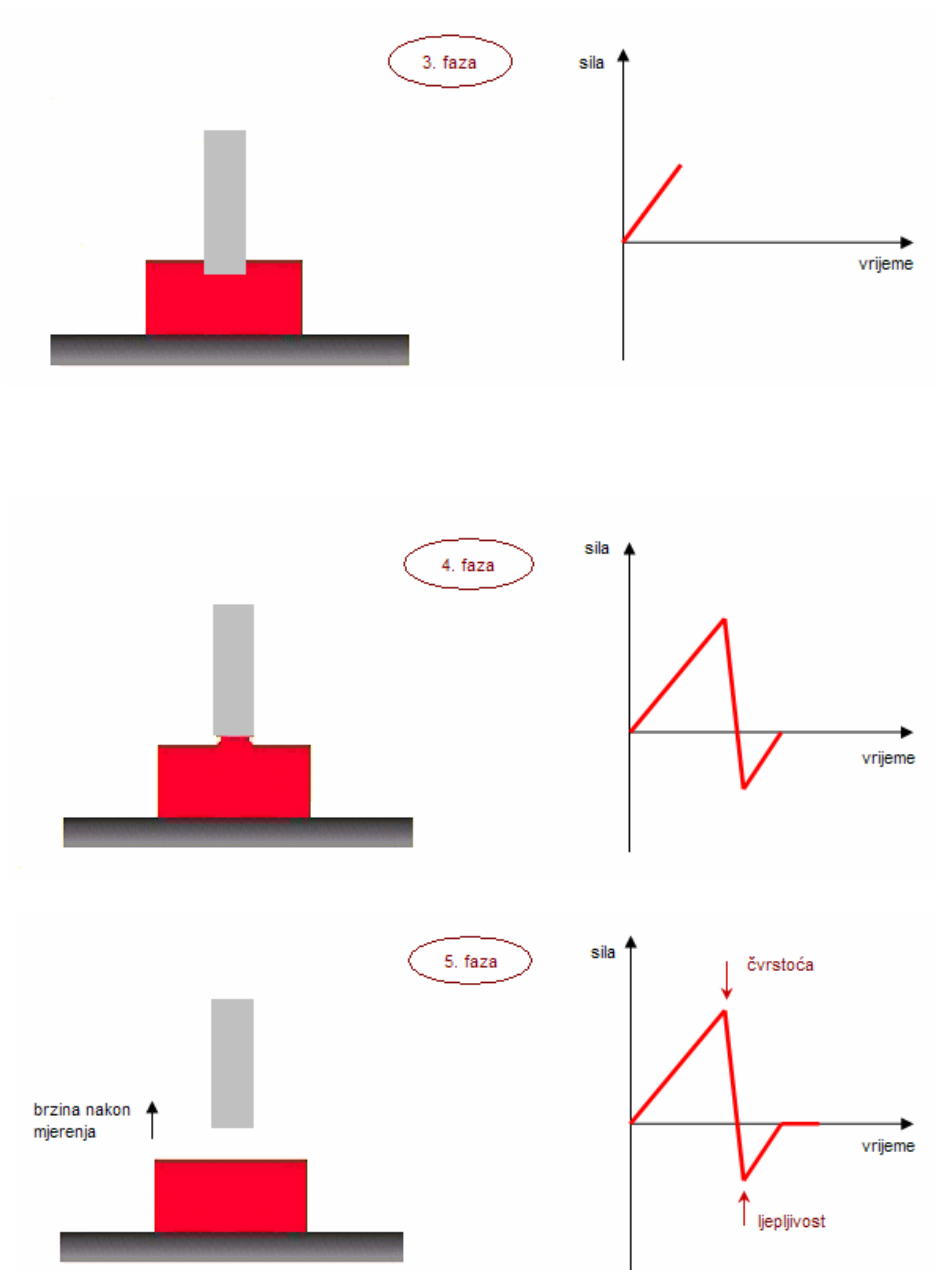 3. faza
sila
vrijeme
4. faza
sila
vrijeme
5. faza
sila
čvrstoća
brzina nakon
mjerenja
vrijeme
ljepljivost